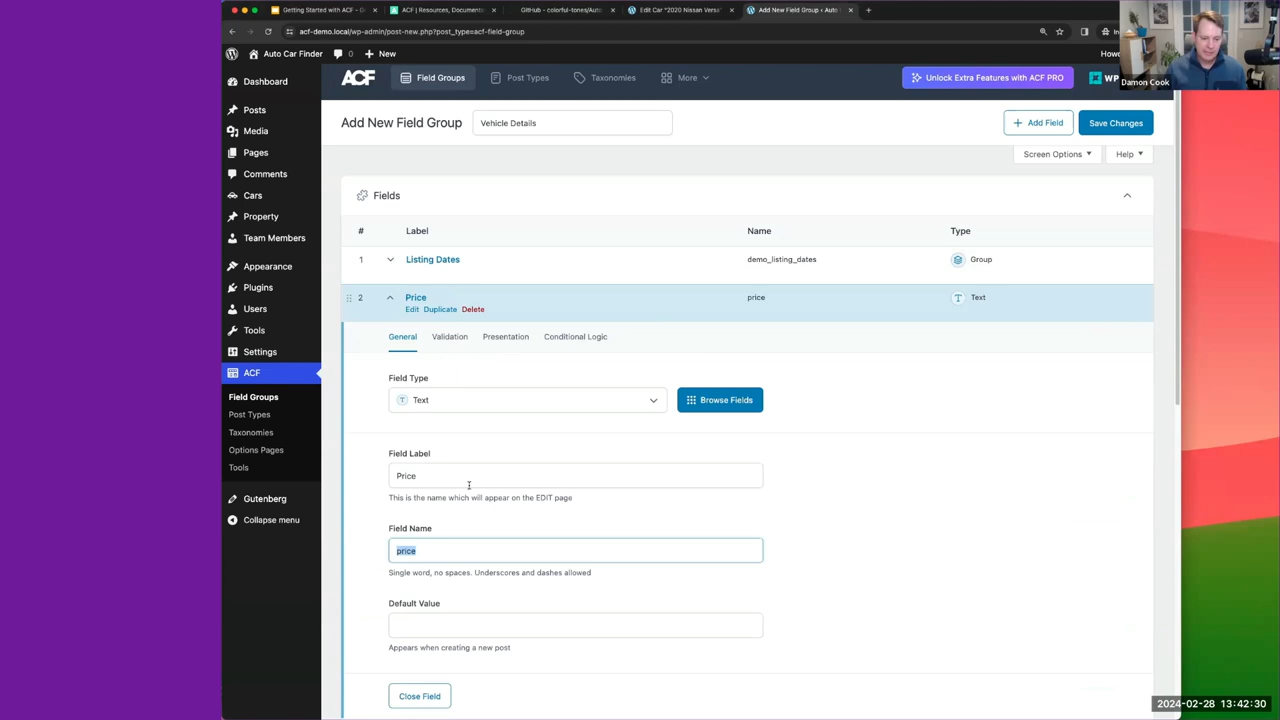 Getting Started with ACF - G
ACF | Resources, Document
GitHub - colorful-tones/Auto
Edit Car "2020 Nissan Versa"
Add New Field Group ‹ Auto
acf-demo.local/wp-admin/post-new.php?post_type=acf-field-group
Auto Car Finder
0
New
Howd
Damon Cook
Dashboard
Posts
Media
Pages
Comments
Cars
Property
Team Members
Appearance
Plugins
Users
Tools
Settings
ACF
Field Groups
Post Types
Taxonomies
Options Pages
Tools
Gutenberg
Collapse menu
ACF
Field Groups
Post Types
Taxonomies
More
Unlock Extra Features with ACF PRO
WP
Add New Field Group
Vehicle Details
+ Add Field
Save Changes
Screen Options
Help
Fields
# Label Name Type
1 Listing Dates demo_listing_dates Group
2 Price price Text
Edit Duplicate Delete
General Validation Presentation Conditional Logic
Field Type
Text
Browse Fields
Field Label
Price
This is the name which will appear on the EDIT page
Field Name
price
Single word, no spaces. Underscores and dashes allowed
Default Value
Appears when creating a new post
Close Field
2024-02-28 13:42:30